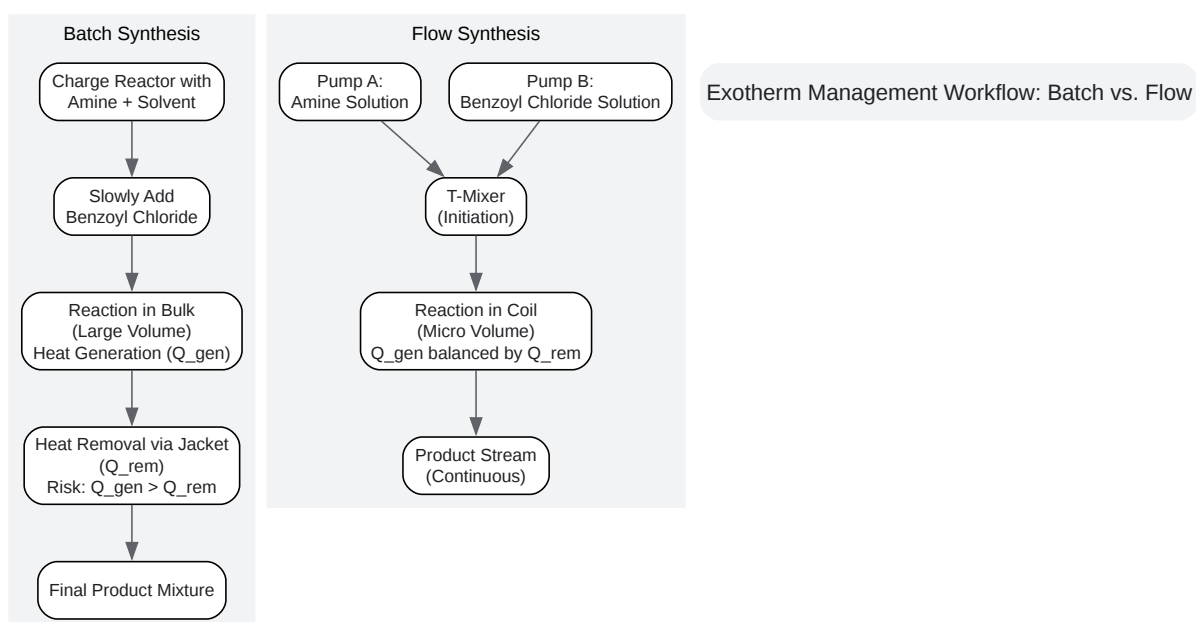 Batch Synthesis
Charge Reactor with
Amine + Solvent
Slowly Add
Benzoyl Chloride
Reaction in Bulk
(Large Volume)
Heat Generation (Q_gen)
Heat Removal via Jacket
(Q_rem)
Risk: Q_gen > Q_rem
Final Product Mixture
Flow Synthesis
Pump A:
Amine Solution
Pump B:
Benzoyl Chloride Solution
T-Mixer
(Initiation)
Reaction in Coil
(Micro Volume)
Q_gen balanced by Q_rem
Product Stream
(Continuous)
Exotherm Management Workflow: Batch vs. Flow